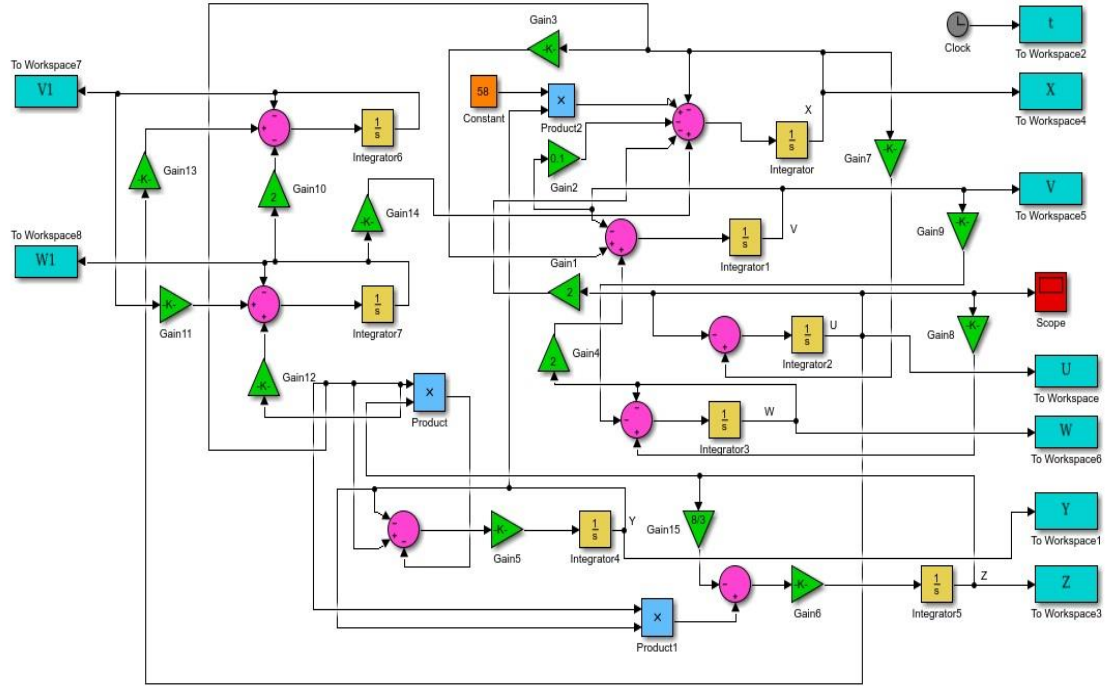 Gain3
t
Clock
To Workspace2
To Workspace7
V1
-K-
58
Constant
X
Product2
X
X
To Workspace4
1
s
Integrator6
1
s
Integrator
Gain13
-K-
Gain10
2
0.1
Gain2
Gain7
-K-
-K-
Gain14
V
To Workspace5
To Workspace8
W1
1
s
Integrator1
V
Gain9
-K-
Gain1
2
-K-
Gain11
1
s
Integrator7
Scope
Gain8
-K-
1
s
Integrator2
U
Gain4
2
Gain12
-K-
X
Product
U
To Workspace
1
s
Integrator3
W
W
To Workspace6
-K-
Gain5
1
s
Integrator4
Y
Gain15
8/3
Y
To Workspace1
-K-
Gain6
1
s
Integrator5
Z
Z
To Workspace3
X
Product1